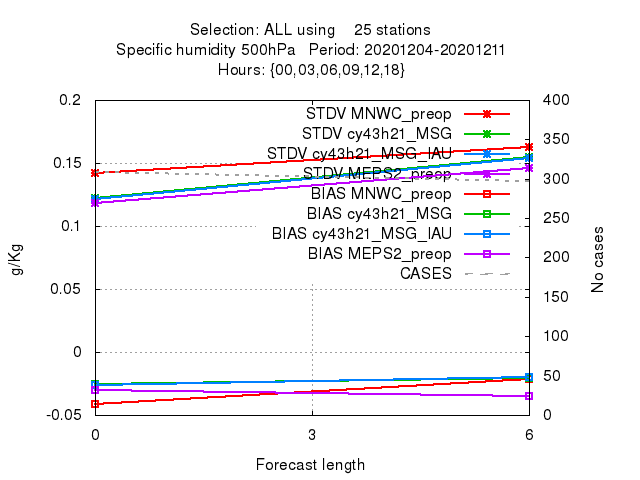 Selection: ALL using    25 stations
Specific humidity 500hPa   Period: 20201204-20201211
Hours: {00,03,06,09,12,18}
0.2
0.15
0.1
0.05
0
-0.05
g/Kg
STDV MNWC_preop
STDV cy43h21_MSG
STDV cy43h21_MSG_IAU
STDV MEPS2_preop
BIAS MNWC_preop
BIAS cy43h21_MSG
BIAS cy43h21_MSG_IAU
BIAS MEPS2_preop
CASES
400
350
300
250
200
150
100
50
0
No cases
0
3
6
Forecast length